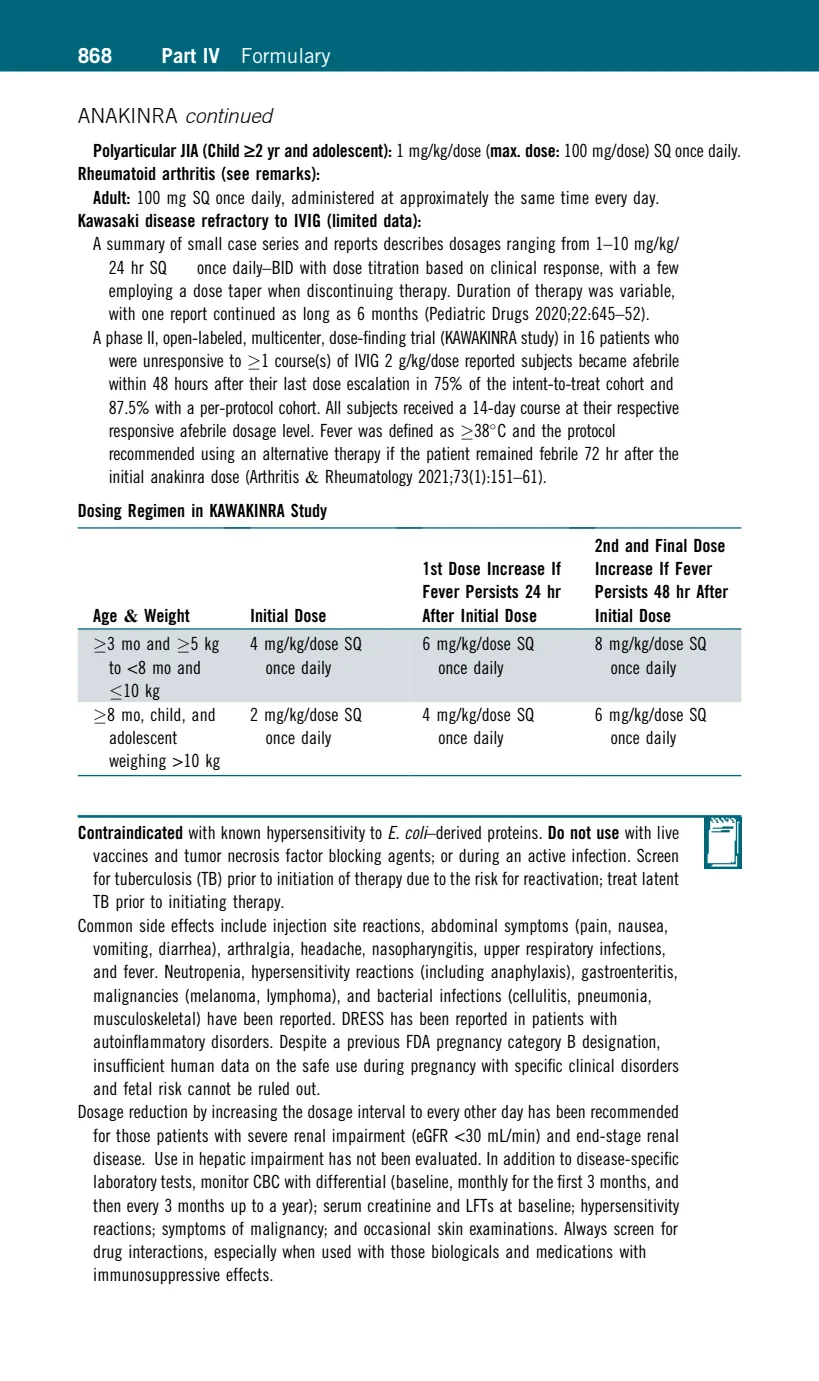 868 Part IV Formulary
ANAKINRA continued
Polyarticular JIA (Child ≥2 yr and adolescent): 1 mg/kg/dose (max. dose: 100 mg/dose) SQ once daily.
Rheumatoid arthritis (see remarks):
Adult: 100 mg SQ once daily, administered at approximately the same time every day.
Kawasaki disease refractory to IVIG (limited data):
A summary of small case series and reports describes dosages ranging from 1–10 mg/kg/
24 hr SQ once daily–BID with dose titration based on clinical response, with a few
employing a dose taper when discontinuing therapy. Duration of therapy was variable,
with one report continued as long as 6 months (Pediatric Drugs 2020;22:645–52).
A phase II, open-labeled, multicenter, dose-finding trial (KAWAKINRA study) in 16 patients who
were unresponsive to ≥1 course(s) of IVIG 2 g/kg/dose reported subjects became afebrile
within 48 hours after their last dose escalation in 75% of the intent-to-treat cohort and
87.5% with a per-protocol cohort. All subjects received a 14-day course at their respective
responsive afebrile dosage level. Fever was defined as ≥38°C and the protocol
recommended using an alternative therapy if the patient remained febrile 72 hr after the
initial anakinra dose (Arthritis & Rheumatology 2021;73(1):151–61).
Dosing Regimen in KAWAKINRA Study
2nd and Final Dose
1st Dose Increase If Increase If Fever
Fever Persists 24 hr Persists 48 hr After
Age & Weight Initial Dose After Initial Dose Initial Dose
≥3 mo and ≥5 kg 4 mg/kg/dose SQ 6 mg/kg/dose SQ 8 mg/kg/dose SQ
to <8 mo and once daily once daily once daily
≤10 kg
≥8 mo, child, and 2 mg/kg/dose SQ 4 mg/kg/dose SQ 6 mg/kg/dose SQ
adolescent once daily once daily once daily
weighing >10 kg
Contraindicated with known hypersensitivity to E. coli–derived proteins. Do not use with live
vaccines and tumor necrosis factor blocking agents; or during an active infection. Screen
for tuberculosis (TB) prior to initiation of therapy due to the risk for reactivation; treat latent
TB prior to initiating therapy.
Common side effects include injection site reactions, abdominal symptoms (pain, nausea,
vomiting, diarrhea), arthralgia, headache, nasopharyngitis, upper respiratory infections,
and fever. Neutropenia, hypersensitivity reactions (including anaphylaxis), gastroenteritis,
malignancies (melanoma, lymphoma), and bacterial infections (cellulitis, pneumonia,
musculoskeletal) have been reported. DRESS has been reported in patients with
autoinflammatory disorders. Despite a previous FDA pregnancy category B designation,
insufficient human data on the safe use during pregnancy with specific clinical disorders
and fetal risk cannot be ruled out.
Dosage reduction by increasing the dosage interval to every other day has been recommended
for those patients with severe renal impairment (eGFR <30 mL/min) and end-stage renal
disease. Use in hepatic impairment has not been evaluated. In addition to disease-specific
laboratory tests, monitor CBC with differential (baseline, monthly for the first 3 months, and
then every 3 months up to a year); serum creatinine and LFTs at baseline; hypersensitivity
reactions; symptoms of malignancy; and occasional skin examinations. Always screen for
drug interactions, especially when used with those biologicals and medications with
immunosuppressive effects.